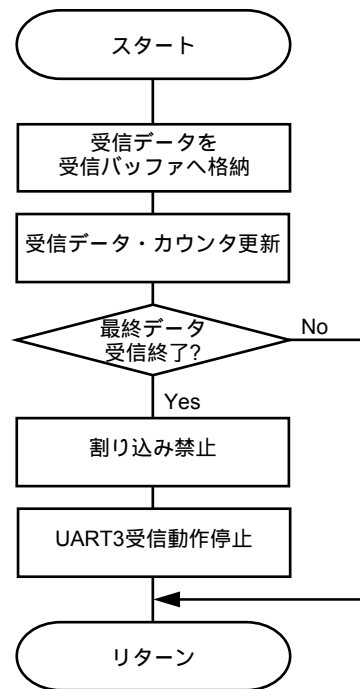 スタート
受信データを
受信バッファへ格納
受信データ・カウンタ更新
最終データ
受信終了?
No
Yes
割り込み禁止
UART3受信動作停止
リターン